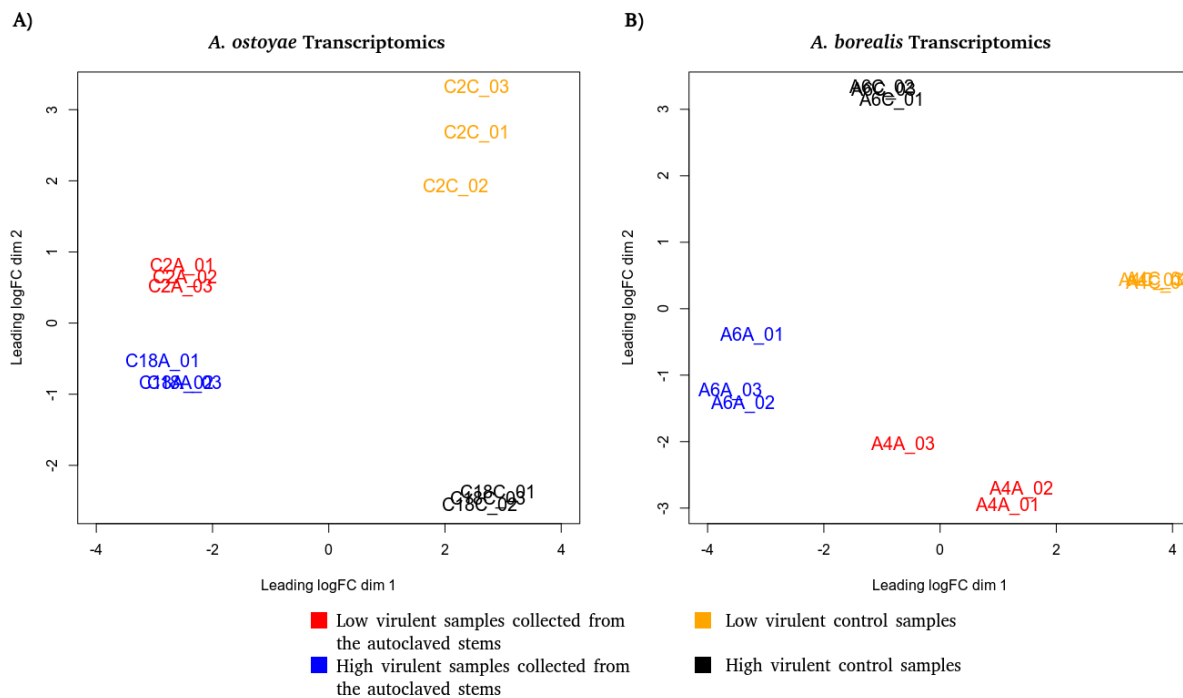 A)
A. ostoyae Transcriptomics
Leading logFC dim 2
3
2
1
0
-1
-2
C2C_03
C2C_01
C2C_02
C2A_01
C2A_02
C2A_03
C18A_01
C18A_03
C18C_01
C18C_03
C18C_02
-4
-2
0
2
4
Leading logFC dim 1
B)
A. borealis Transcriptomics
Leading logFC dim 2
3
2
1
0
-1
-2
-3
A6C_01
A6A_01
A6A_03
A6A_02
A4A_03
A4A_02
A4A_01
-4
-2
0
2
4
Leading logFC dim 1
Low virulent samples collected from
the autoclaved stems
High virulent samples collected from
the autoclaved stems
Low virulent control samples
High virulent control samples